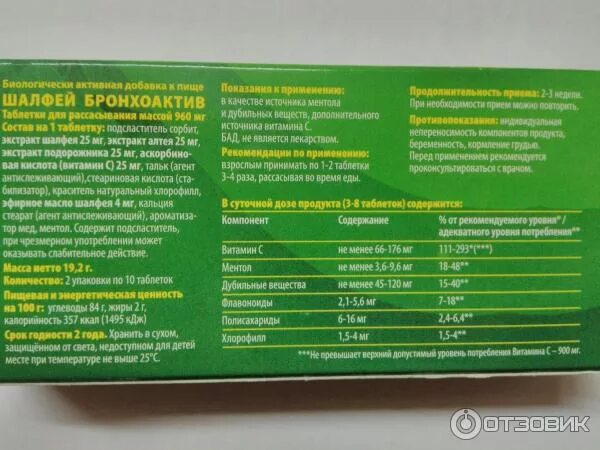 Биологически активная добавка к пище
ШАЛФЕЙ БРОНХОАКТИВ
Таблетки для рассасывания массой 960 мг
Состав на 1 таблетку: подсластитель сорбит,
экстракт шалфея 25 мг, экстракт алтея 25 мг,
экстракт подорожника 25 мг, аскорбино-
вая кислота (витамин С) 25 мг, тальк (агент
антислеживающий), стеариновая кислота (ста-
билизатор), краситель натуральный хлорофилл,
эфирное масло шалфея 4 мг, кальция
стеарат (агент антислеживающий), ароматиза-
тор мед, ментол. Содержит подсластитель,
при чрезмерном употреблении может
оказывать слабительное действие.
Масса нетто 19,2 г.
Количество: 2 упаковки по 10 таблеток
Пищевая и энергетическая ценность
на 100 г: углеводы 84 г, жиры 2 г,
калорийность 357 ккал (1495 кДж)
Срок годности 2 года. Хранить в сухом,
защищённом от света, недоступном для детей
месте при температуре не выше 25°С.
Показания к применению:
в качестве источника ментола
и дубильных веществ, дополнительного
источника витамина С.
БАД, не является лекарством.
Рекомендации по применению:
взрослым принимать по 1-2 таблетки
3-4 раза, рассасывая во время еды.
Продолжительность приема: 2-3 недели.
При необходимости прием можно повторить.
Противопоказания: индивидуальная
непереносимость компонентов продукта,
беременность, кормление грудью.
Перед применением рекомендуется
проконсультироваться с врачом.
В суточной дозе продукта (3-8 таблеток) содержится:
Компонент Содержание % от рекомендуемого уровня*/
адекватного уровня потребления**
Витамин С не менее 66-176 мг 111-293*(***)
Ментол не менее 3,6-9,6 мг 18-48**
Дубильные вещества не менее 45-120 мг 15-40**
Флавоноиды 2,1-5,6 мг 7-18**
Полисахариды 6-16 мг 2,4-6,4**
Хлорофилл 1,5-4 мг 1,5-4**
***Не превышает верхний допустимый уровень потребления Витамина С – 900 мг.
ОТЗОВИК